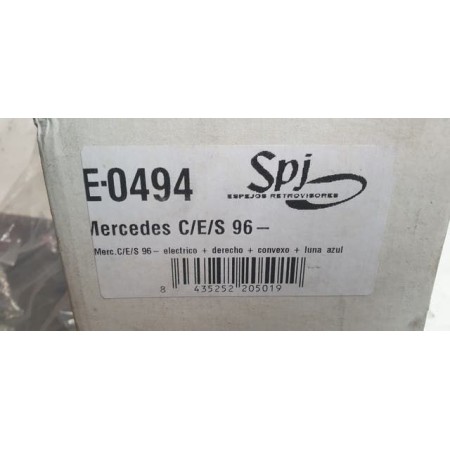 E-0494
Spj
ESPEJOS RETROVISORES
Mercedes C/E/S 96 -
Merc.C/E/S 96 - electrico + derecho + convexo + luna azul
8 435252 205019